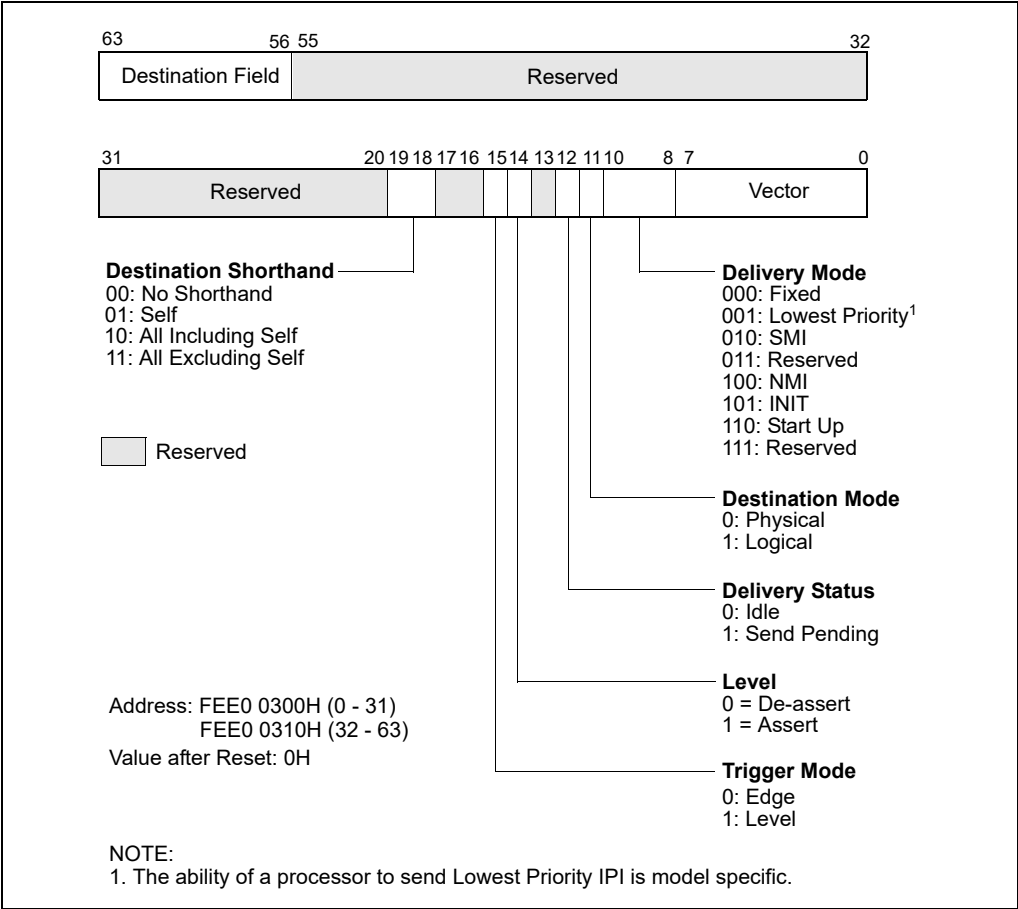 63 56 55 32
Destination Field Reserved
31 20 19 18 17 16 15 14 13 12 11 10 8 7 0
Reserved Vector
Destination Shorthand
00: No Shorthand
01: Self
10: All Including Self
11: All Excluding Self
Reserved
Delivery Mode
000: Fixed
001: Lowest Priority¹
010: SMI
011: Reserved
100: NMI
101: INIT
110: Start Up
111: Reserved
Destination Mode
0: Physical
1: Logical
Delivery Status
0: Idle
1: Send Pending
Level
0 = De-assert
1 = Assert
Trigger Mode
0: Edge
1: Level
Address: FEE0 0300H (0 - 31)
FEE0 0310H (32 - 63)
Value after Reset: 0H
NOTE:
1. The ability of a processor to send Lowest Priority IPI is model specific.